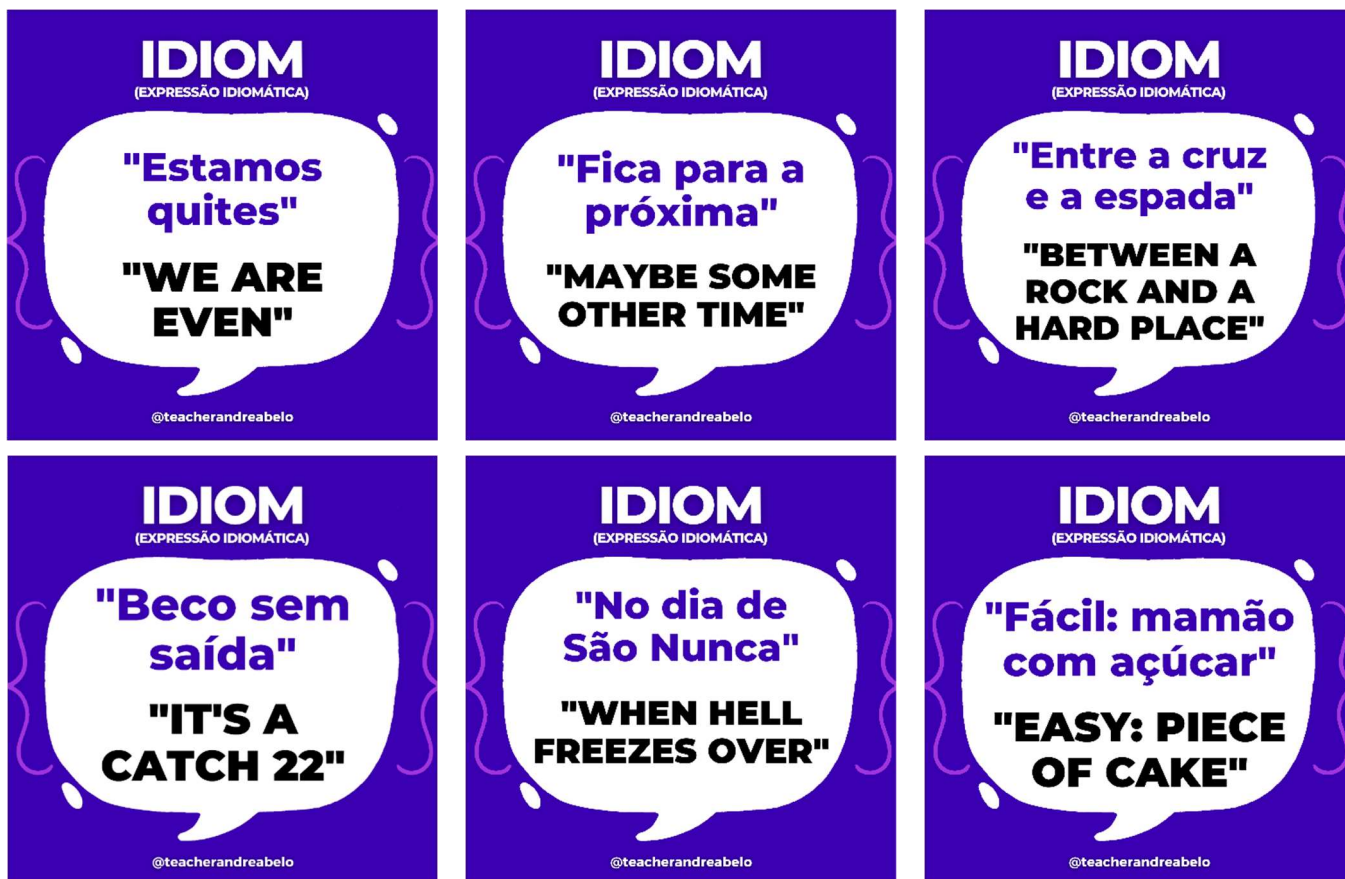 IDIOM
(EXPRESSÃO IDIOMÁTICA)
"Estamos
quites"
"WE ARE
EVEN"
@teacherandreabelo
IDIOM
(EXPRESSÃO IDIOMÁTICA)
"Fica para a
próxima"
"MAYBE SOME
OTHER TIME"
@teacherandreabelo
IDIOM
(EXPRESSÃO IDIOMÁTICA)
"Entre a cruz
e a espada"
"BETWEEN A
ROCK AND A
HARD PLACE"
@teacherandreabelo
IDIOM
(EXPRESSÃO IDIOMÁTICA)
"Beco sem
saída"
"IT'S A
CATCH 22"
@teacherandreabelo
IDIOM
(EXPRESSÃO IDIOMÁTICA)
"No dia de
São Nunca"
"WHEN HELL
FREEZES OVER"
@teacherandreabelo
IDIOM
(EXPRESSÃO IDIOMÁTICA)
"Fácil: mamão
com açúcar"
"EASY: PIECE
OF CAKE"
@teacherandreabelo